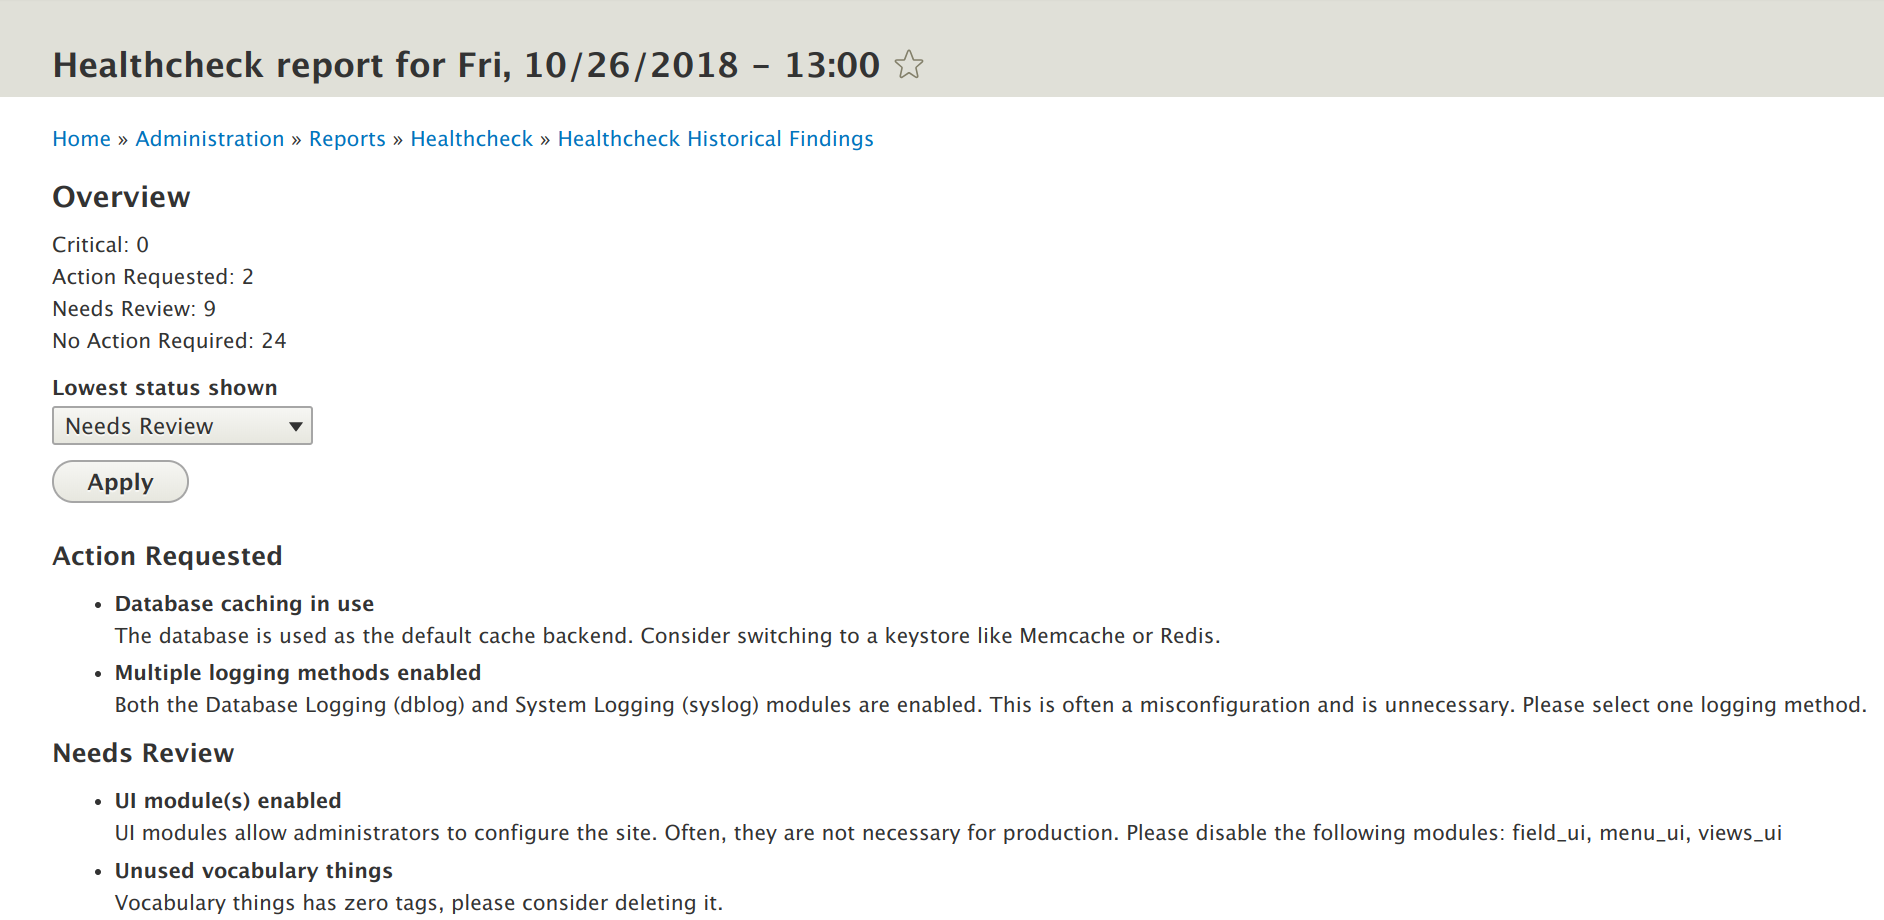 Healthcheck report for Fri, 10/26/2018 – 13:00
Home » Administration » Reports » Healthcheck » Healthcheck Historical Findings
Overview
Critical: 0
Action Requested: 2
Needs Review: 9
No Action Required: 24
Lowest status shown
Needs Review
Apply
Action Requested
• Database caching in use
The database is used as the default cache backend. Consider switching to a keystore like Memcache or Redis.
• Multiple logging methods enabled
Both the Database Logging (dblog) and System Logging (syslog) modules are enabled. This is often a misconfiguration and is unnecessary. Please select one logging method.
Needs Review
• UI module(s) enabled
UI modules allow administrators to configure the site. Often, they are not necessary for production. Please disable the following modules: field_ui, menu_ui, views_ui
• Unused vocabulary things
Vocabulary things has zero tags, please consider deleting it.